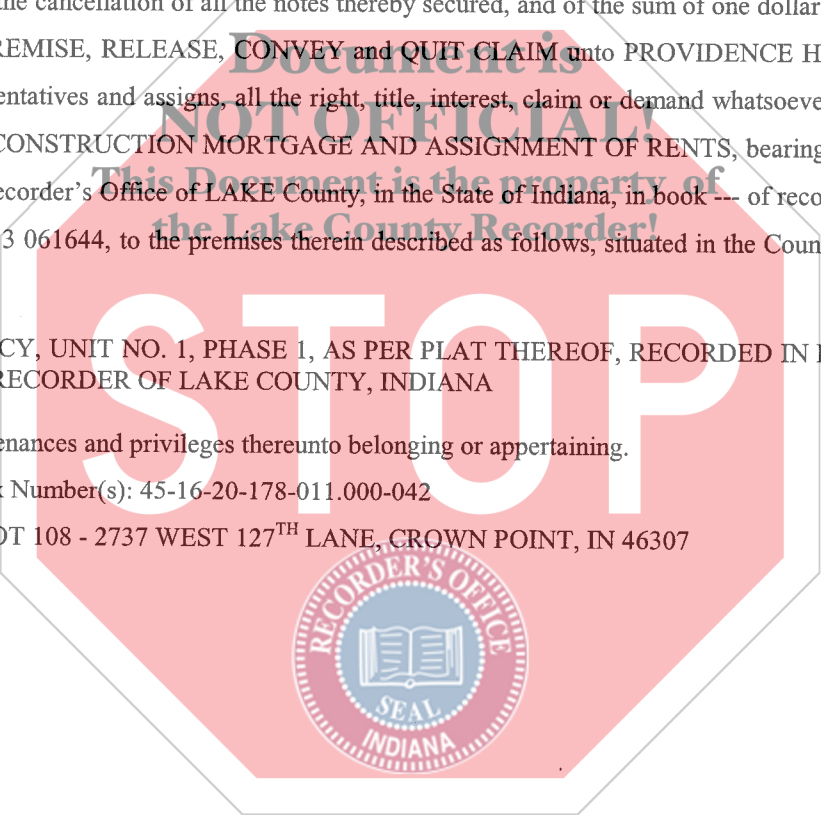 the cancellation of all the notes thereby secured, and of the sum of one dollar
REMISE, RELEASE, CONVEY and QUIT CLAIM unto PROVIDENCE H
Document is
entatives and assigns, all the right, title, interest, claim or demand whatsoeve
NOT OFFICIAL!
CONSTRUCTION MORTGAGE AND ASSIGNMENT OF RENTS, bearing
This Document is the property of
ecorder's Office of LAKE County, in the State of Indiana, in book --- of reco
the Lake County Recorder!
3 061644, to the premises therein described as follows, situated in the Coun
STOP
CY, UNIT NO. 1, PHASE 1, AS PER PLAT THEREOF, RECORDED IN
RECORDER OF LAKE COUNTY, INDIANA
enances and privileges thereunto belonging or appertaining.
x Number(s): 45-16-20-178-011.000-042
OT 108 - 2737 WEST 127TH LANE, CROWN POINT, IN 46307
RECORDER'S OFFICE
SEAL
INDIANA